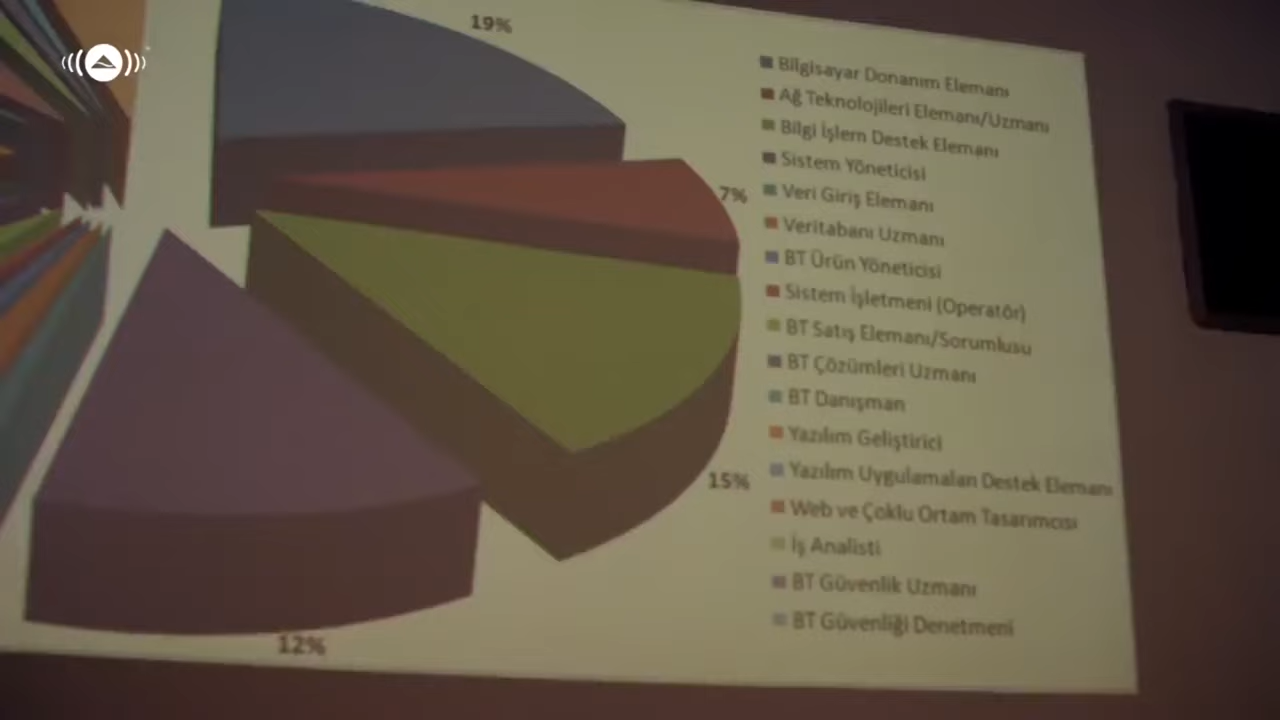 19%
7%
15%
12%
Bilgisayar Donanım Elemanı
Ağ Teknolojileri Elemanı/Uzmanı
Bilgi İşlem Destek Elemanı
Sistem Yöneticisi
Veri Giriş Elemanı
Veritabanı Uzmanı
BT Ürün Yöneticisi
Sistem İşletmeni (Operatör)
BT Satış Elemanı/Sorumlusu
BT Çözümleri Uzmanı
BT Danışman
Yazılım Geliştirici
Yazılım Uygulamaları Destek Elemanı
Web ve Çoklu Ortam Tasarımcısı
İş Analisti
BT Güvenlik Uzmanı
BT Güvenliği Denetmeni